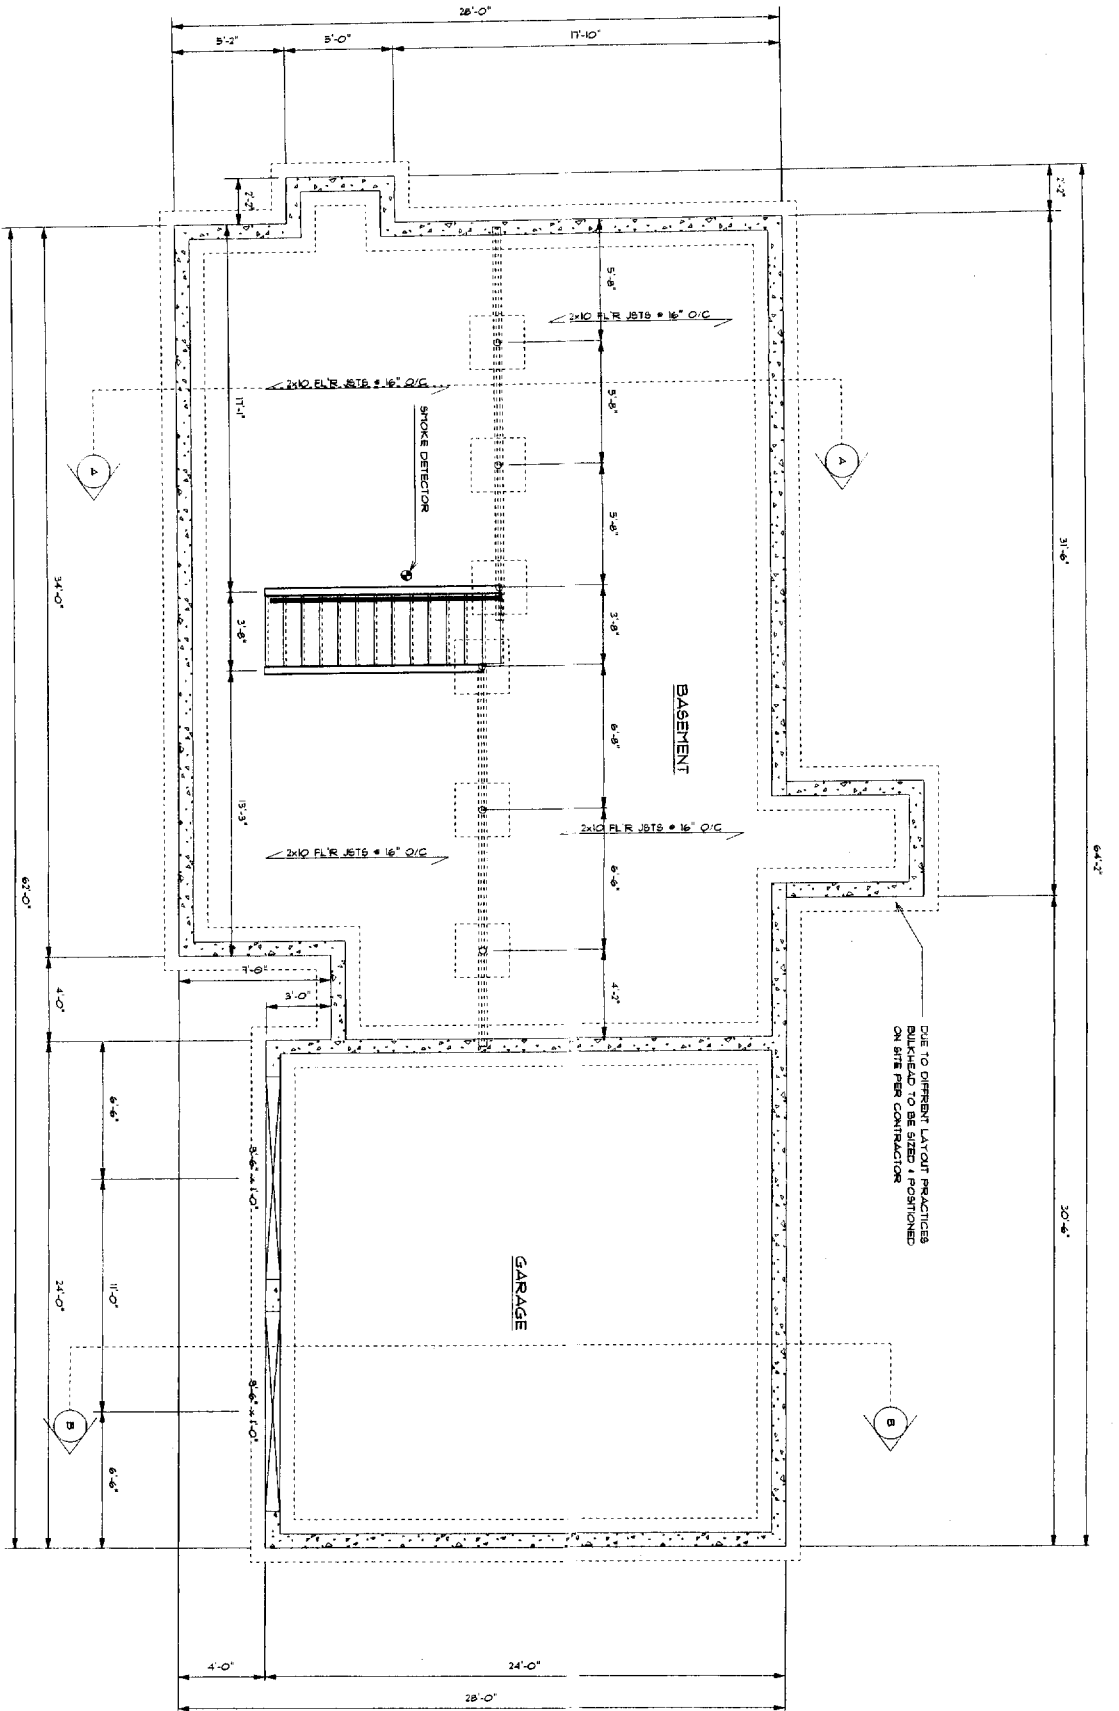 28'-0"
5'-2"
5'-0"
17'-10"
2'-2"
2'-2"
5'-8"
2x10 FL'R JSTS @ 16" O/C
2x10 FL'R JSTS @ 16" O/C
17'-1"
SMOKE DETECTOR
5'-8"
A
A
5'-8"
31'-6"
34'-0"
3'-8"
3'-8"
BASEMENT
6'-8"
13'-3"
2x10 FL'R JSTS @ 16" O/C
2x10 FL'R JSTS @ 16" O/C
6'-6"
64'-2"
62'-0"
7'-0"
3'-0"
4'-0"
4'-2"
DUE TO DIFFRENT LAYOUT PRACTICES
BULKHEAD TO BE SIZED & POSITIONED
ON SITE PER CONTRACTOR
6'-6"
30'-6"
GARAGE
24'-0"
11'-0"
B
B
6'-6"
4'-0"
24'-0"
28'-0"